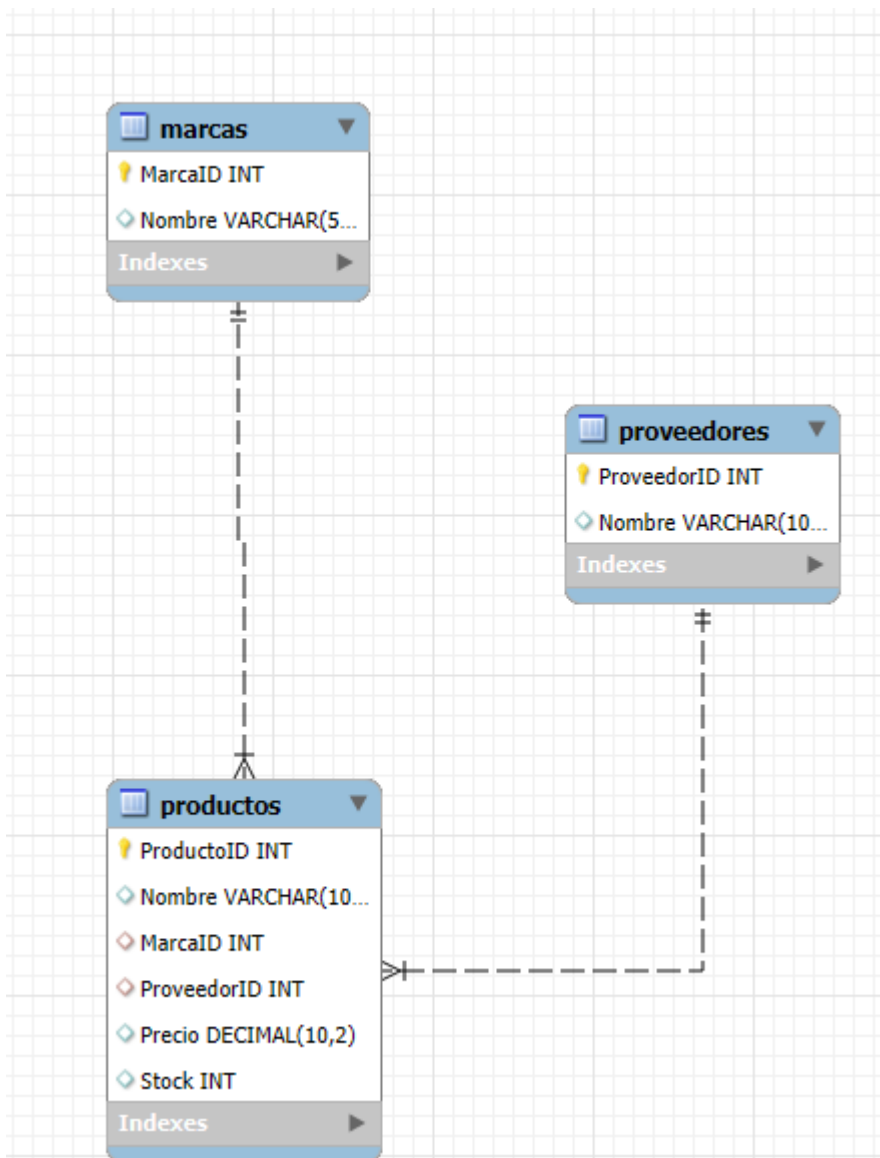 marcas
MarcaID INT
Nombre VARCHAR(5...
Indexes
proveedores
ProveedorID INT
Nombre VARCHAR(10...
Indexes
productos
ProductoID INT
Nombre VARCHAR(10...
MarcaID INT
ProveedorID INT
Precio DECIMAL(10,2)
Stock INT
Indexes